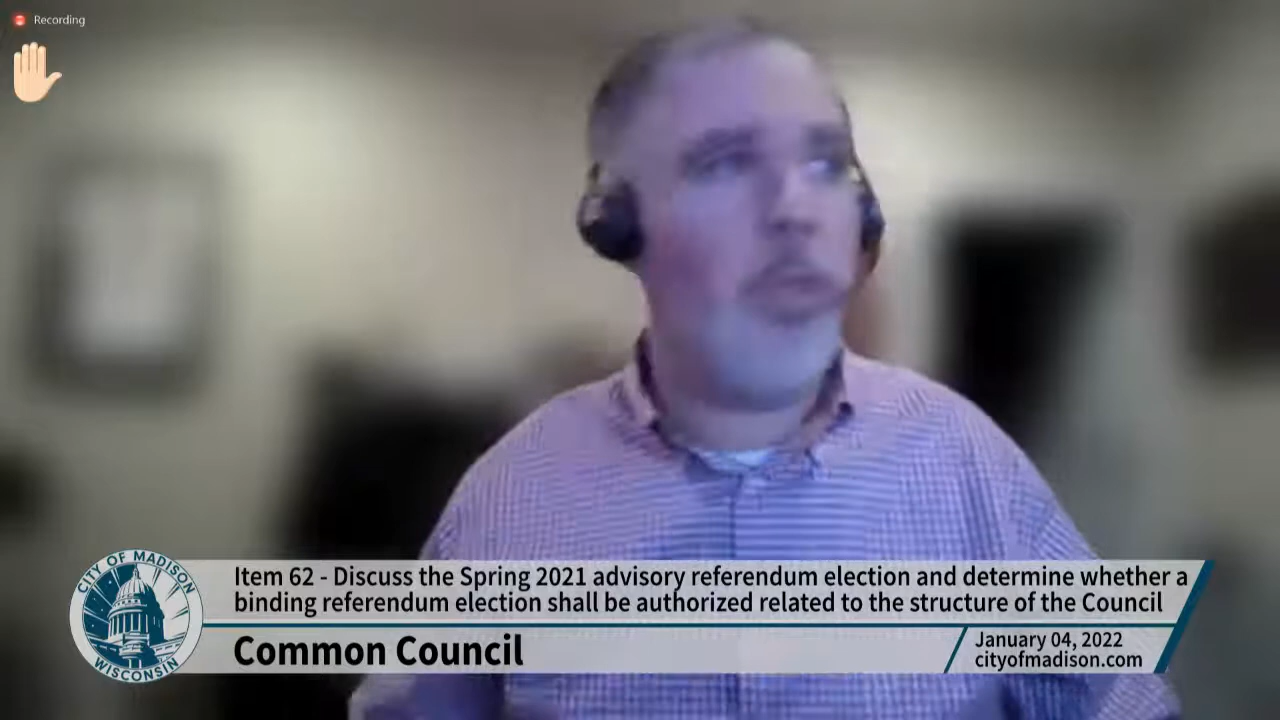 Recording
Item 62 - Discuss the Spring 2021 advisory referendum election and determine whether a
binding referendum election shall be authorized related to the structure of the Council
Common Council
January 04, 2022
cityofmadison.com
CITY OF MADISON
WISCONSIN